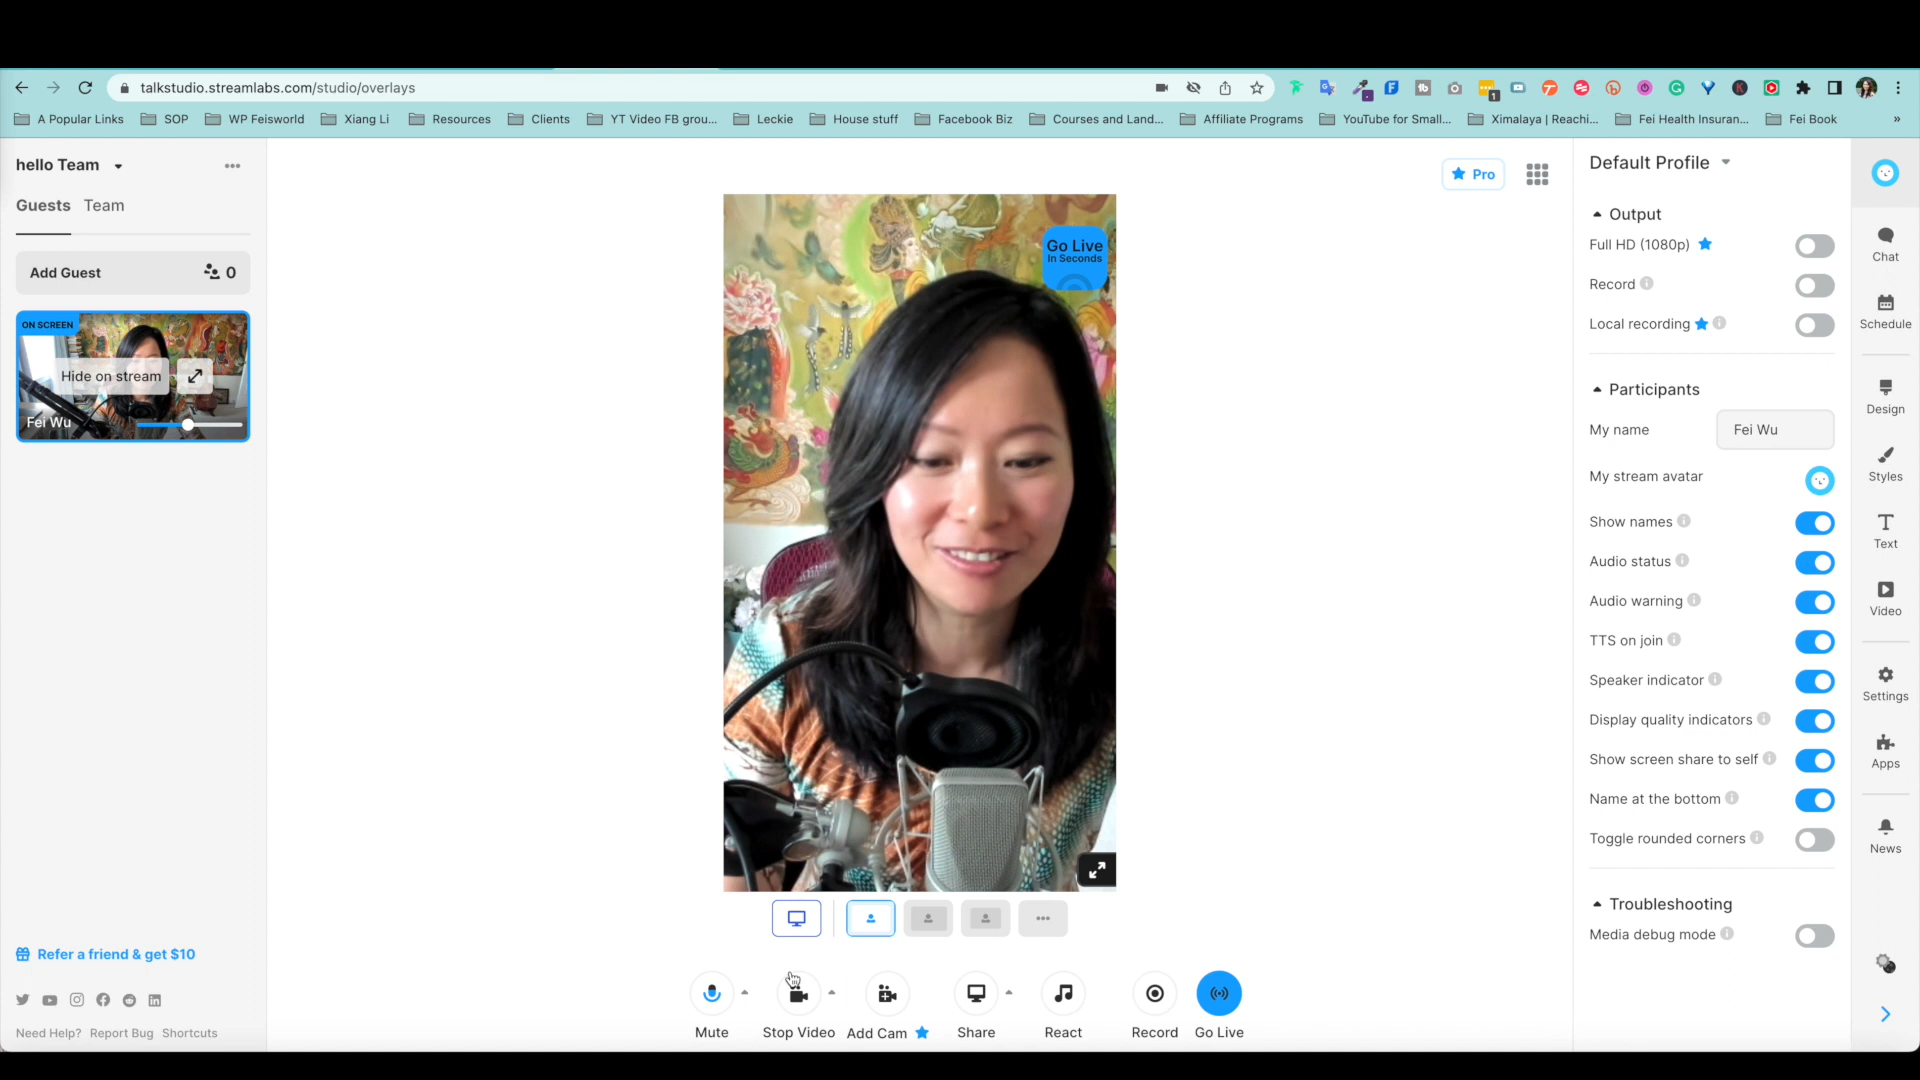 talkstudio.streamlabs.com/studio/overlays
A Popular Links
SOP
WP Feisworld
Xiang Li
Resources
Clients
YT Video FB grou...
Leckie
House stuff
Facebook Biz
Courses and Land...
Affiliate Programs
YouTube for Small...
Ximalaya | Reachi...
Fei Health Insuran...
Fei Book
»
hello Team
Guests
Team
Add Guest
0
ON SCREEN
Hide on stream
Fei Wu
Refer a friend & get $10
Need Help?
Report Bug
Shortcuts
Pro
Go Live
In Seconds
Mute
Stop Video
Add Cam
Share
React
Record
Go Live
Default Profile
Output
Full HD (1080p)
Record
Local recording
Participants
My name
Fei Wu
My stream avatar
Show names
Audio status
Audio warning
TTS on join
Speaker indicator
Display quality indicators
Show screen share to self
Name at the bottom
Toggle rounded corners
Troubleshooting
Media debug mode
Chat
Schedule
Design
Styles
Text
Video
Settings
Apps
News